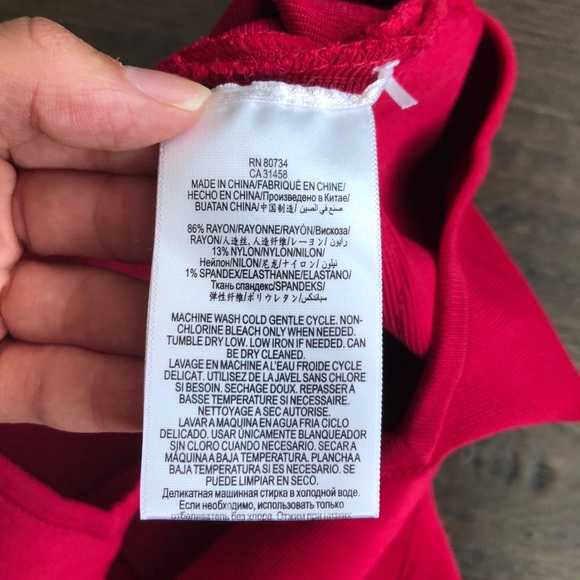 RN 80734
CA 31458
MADE IN CHINA/FABRIQUÉ EN CHINE/
HECHO EN CHINA/Произведено в Китае/
BUATAN CHINA/中国制造/ صنع في الصين/
86% RAYON/RAYONNE/RAYÓN/Вискоза/
RAYON/人造丝, 人造纤维/レーヨン/ رايون/
13% NYLON/NYLON/NILON/
Нейлон/NILON/尼龙/ナイロン/ نيلون/
1% SPANDEX/ELASTHANNE/ELASTANO/
Ткань спандекс/SPANDEKS/
弹性纤维/ポリウレタン/ سباندكس/
MACHINE WASH COLD GENTLE CYCLE. NON-
CHLORINE BLEACH ONLY WHEN NEEDED.
TUMBLE DRY LOW. LOW IRON IF NEEDED. CAN
BE DRY CLEANED.
LAVAGE EN MACHINE A L'EAU FROIDE CYCLE
DELICAT. UTILISEZ DE LA JAVEL SANS CHLORE
SI BESOIN. SECHAGE DOUX. REPASSER A
BASSE TEMPERATURE SI NECESSAIRE.
NETTOYAGE A SEC AUTORISE.
LAVAR A MAQUINA EN AGUA FRIA CICLO
DELICADO. USAR ÚNICAMENTE BLANQUEADOR
SIN CLORO CUANDO NECESARIO. SECAR A
MÁQUINA A BAJA TEMPERATURA. PLANCHA A
BAJA TEMPERATURA SI ES NECESARIO. SE
PUEDE LIMPIAR EN SECO.
Деликатная машинная стирка в холодной воде.
Если необходимо, использовать только
отбеливатель без хлора. Отжим при низких